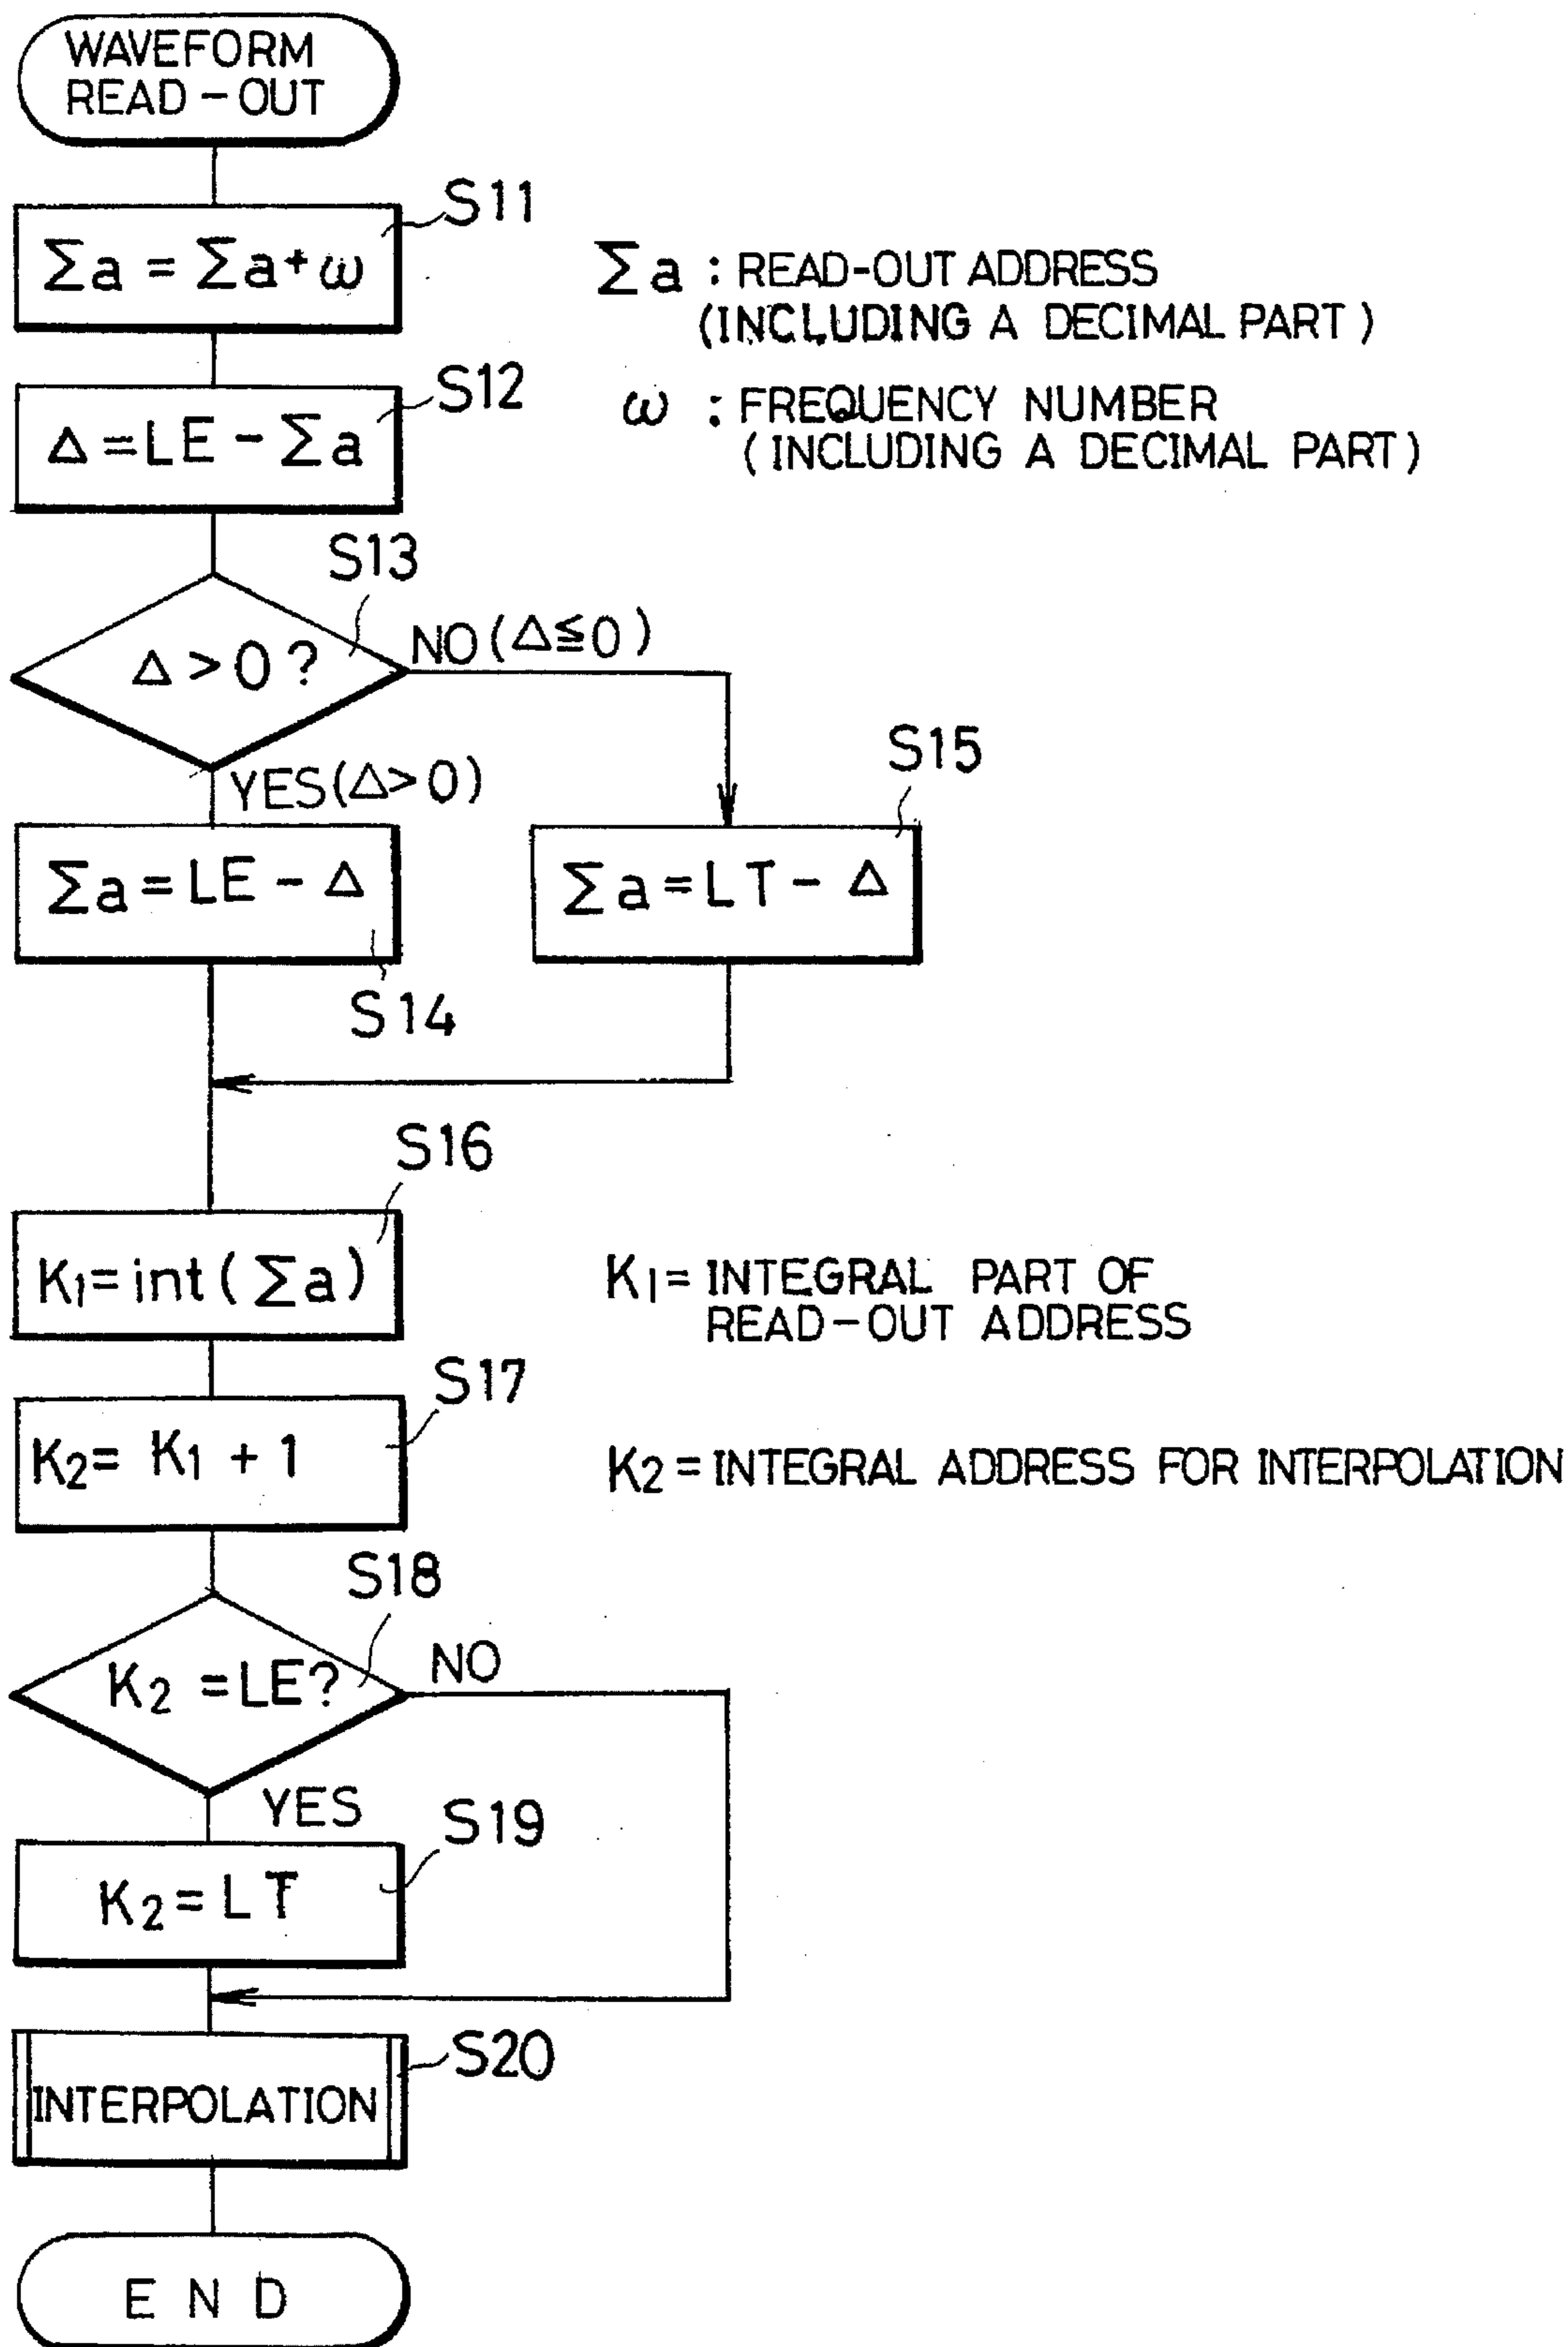 WAVEFORM
READ-OUT
S11
Σa = Σa+ω
Σa : READ-OUT ADDRESS
(INCLUDING A DECIMAL PART)
S12
Δ=LE-Σa
ω : FREQUENCY NUMBER
(INCLUDING A DECIMAL PART)
S13
Δ>0?
NO(Δ≦0)
YES(Δ>0)
S15
Σa=LE-Δ
Σa=LT-Δ
S14
S16
K1=int(Σa)
K1=INTEGRAL PART OF
READ-OUT ADDRESS
S17
K2=K1+1
K2=INTEGRAL ADDRESS FOR INTERPOLATION
S18
K2=LE?
NO
YES
S19
K2=LT
S20
INTERPOLATION
END